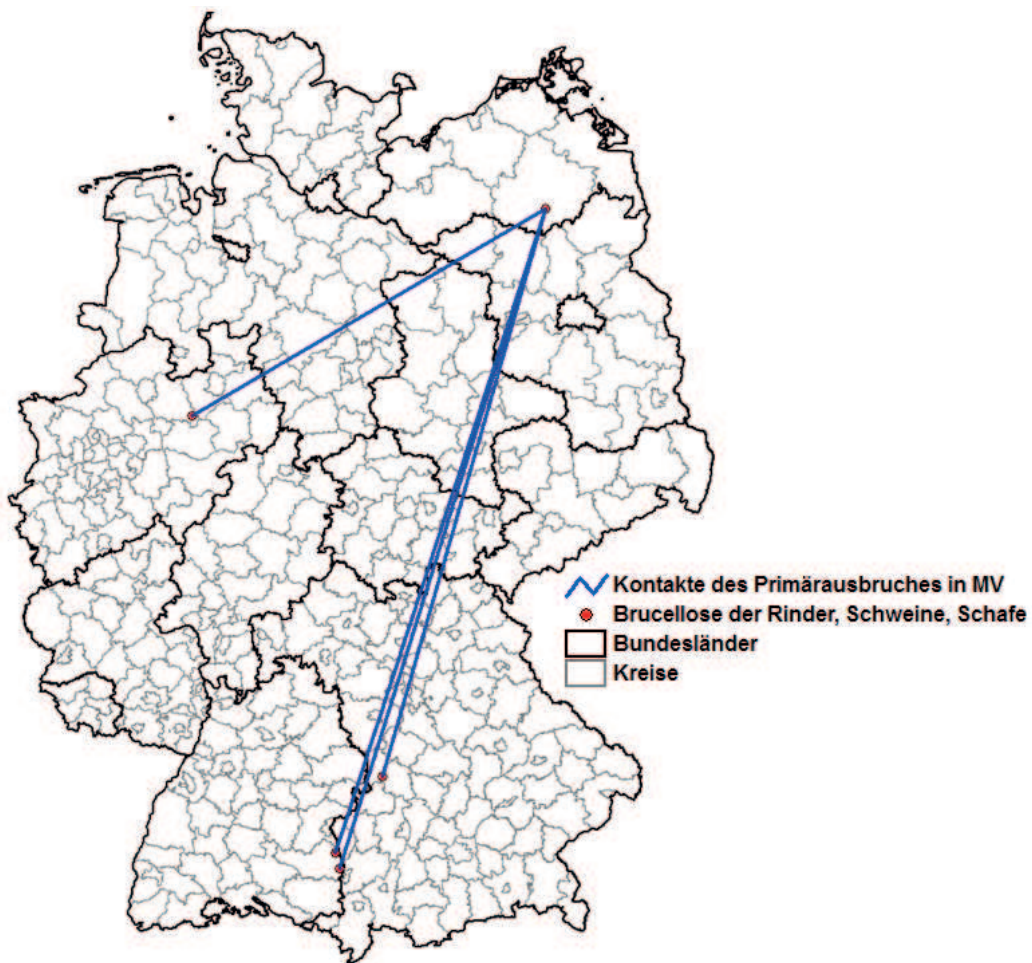 Kontakte des Primärausbruches in MV
Brucellose der Rinder, Schweine, Schafe
Bundesländer
Kreise